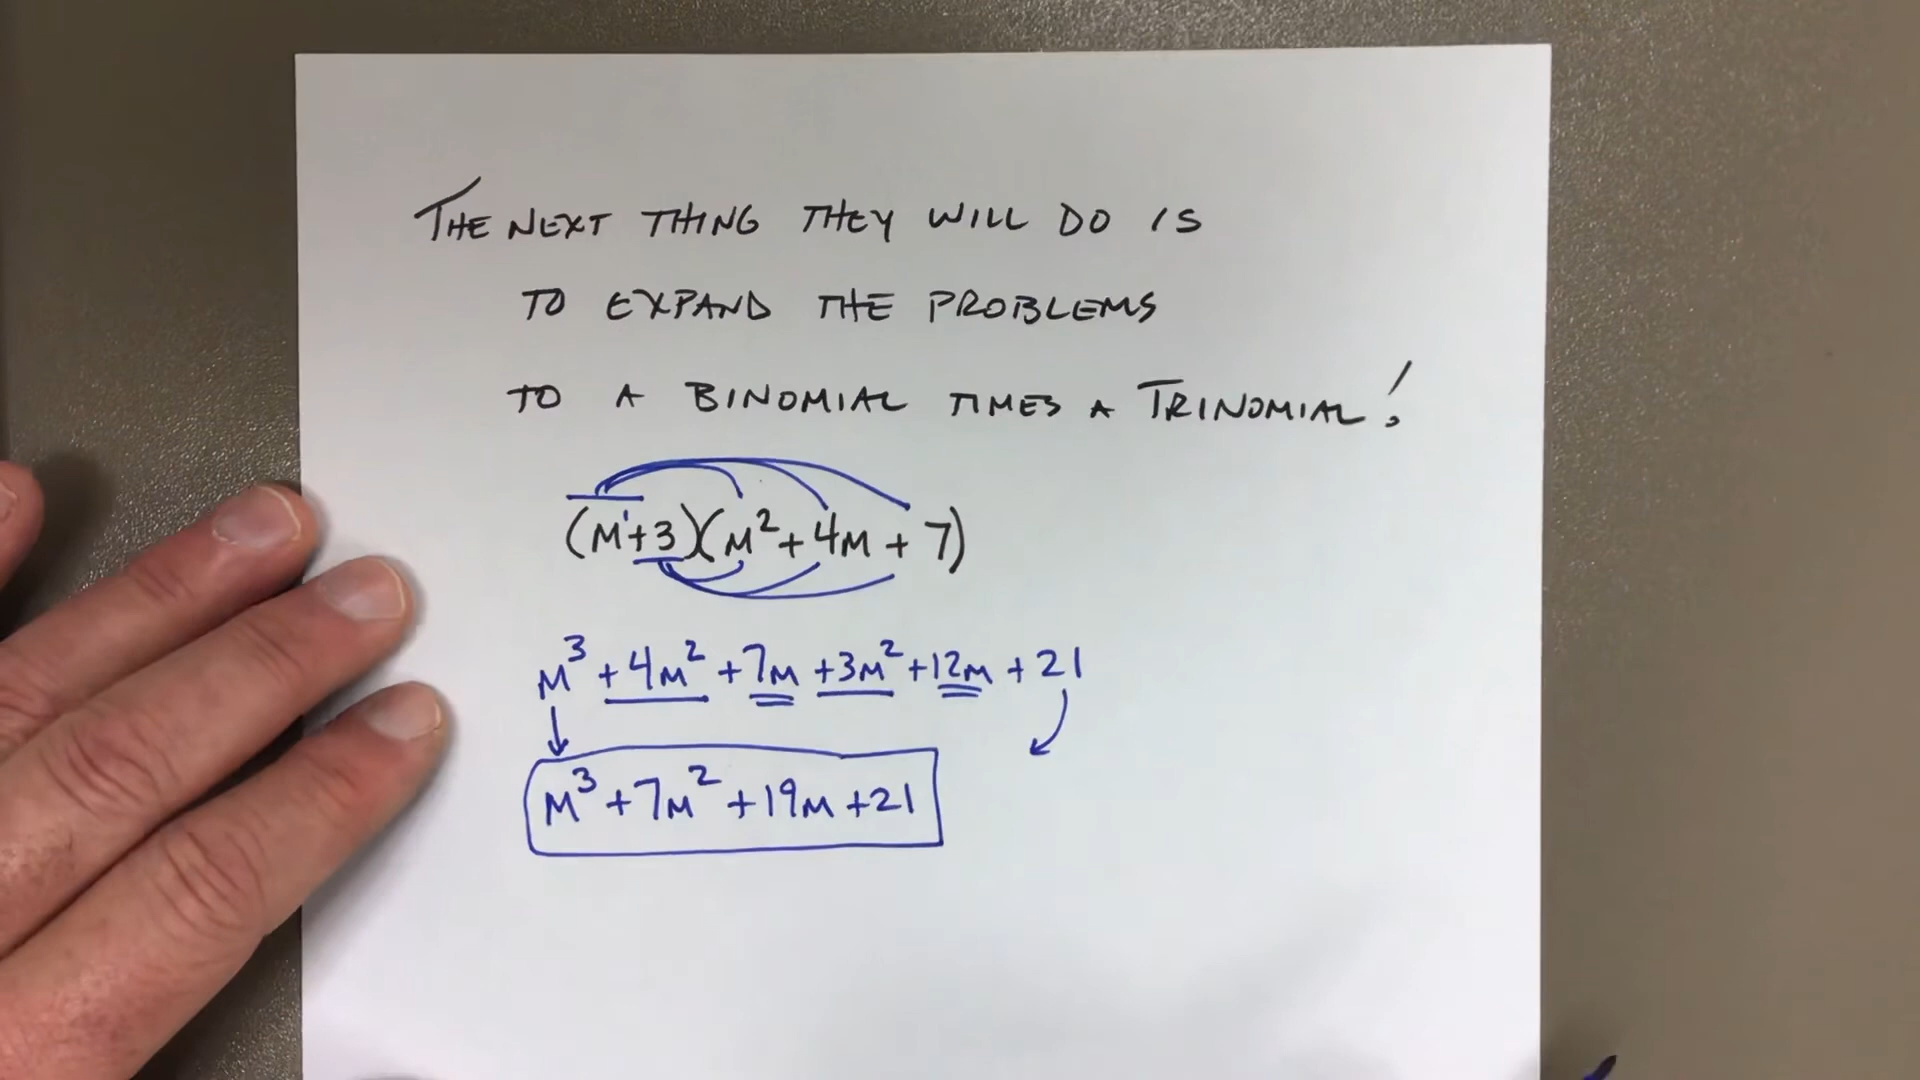 THE NEXT THING THEY WILL DO IS
TO EXPAND THE PROBLEMS
TO A BINOMIAL TIMES A TRINOMIAL!
(M¹+3)(M²+4M+7)
M³+4M²+7M+3M²+12M+21
M³+7M²+19M+21